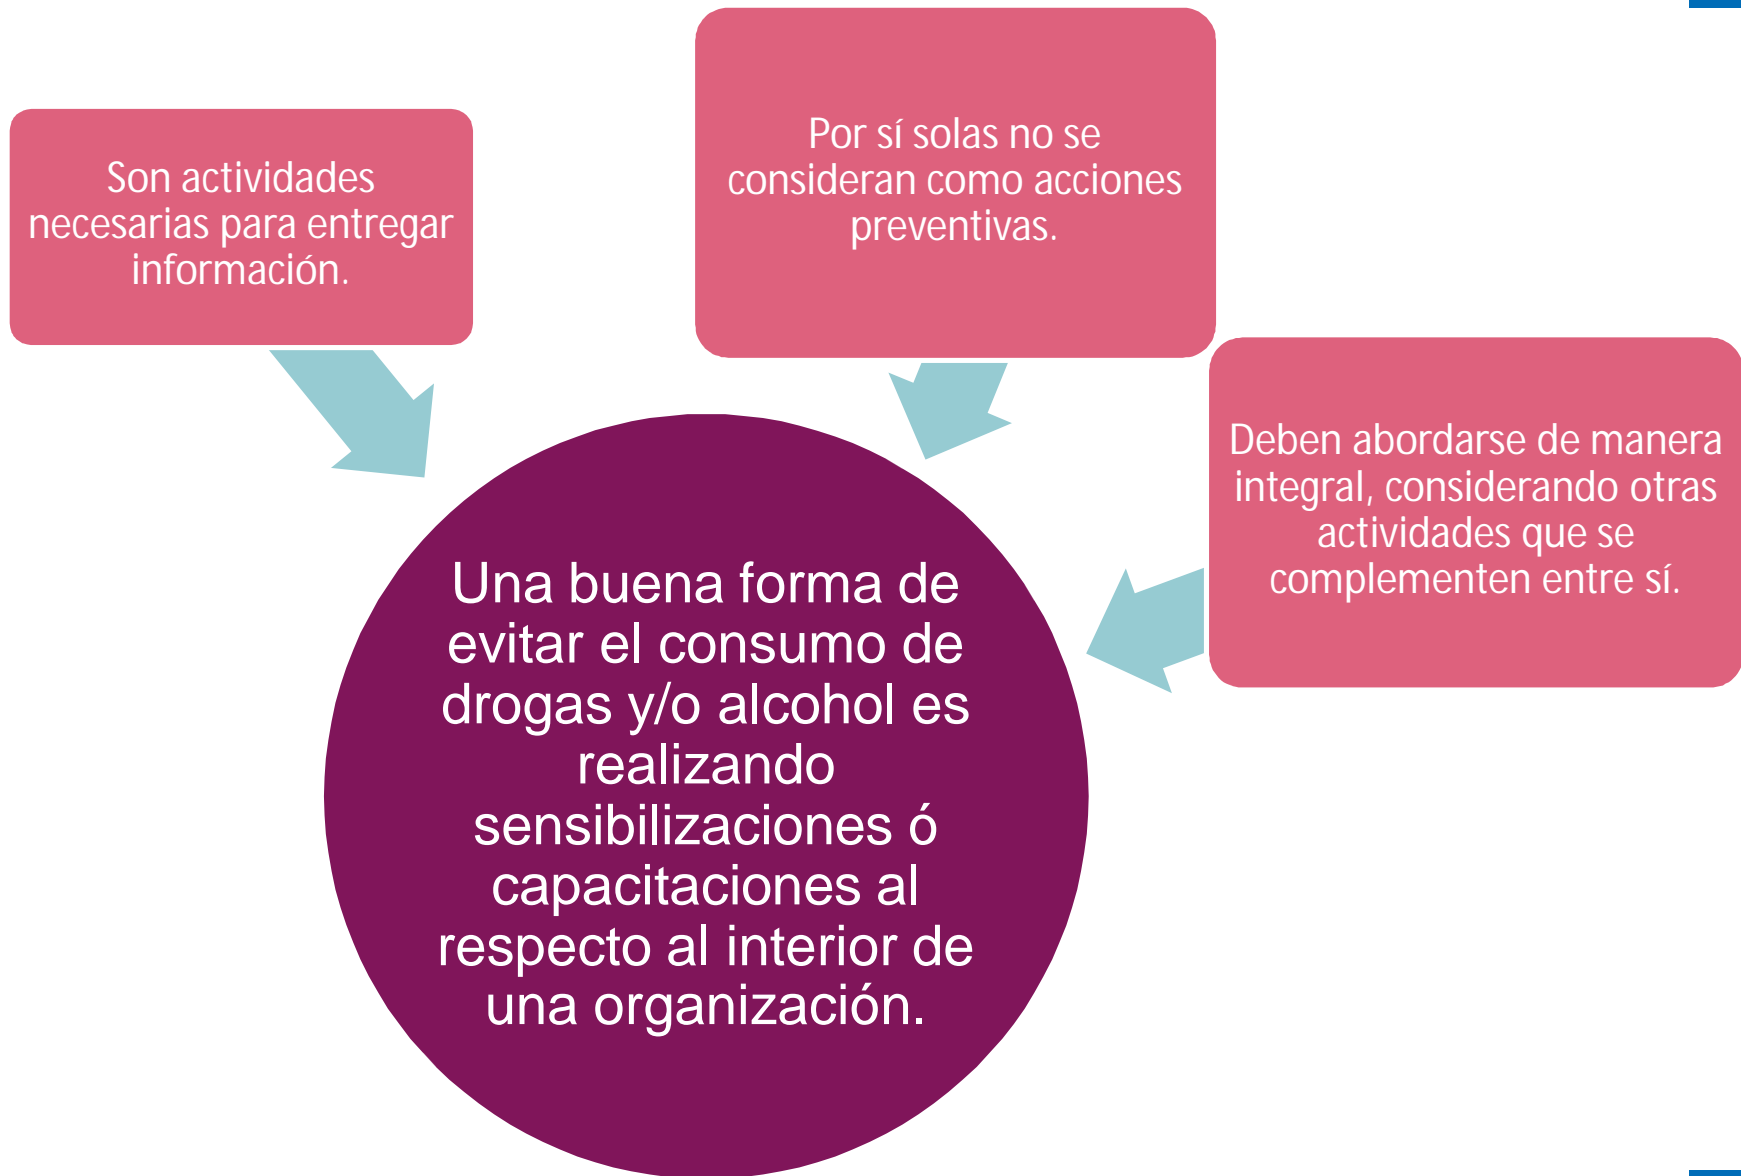 Son actividades
necesarias para entregar
información.
Por sí solas no se
consideran como acciones
preventivas.
Deben abordarse de manera
integral, considerando otras
actividades que se
complementen entre sí.
Una buena forma de
evitar el consumo de
drogas y/o alcohol es
realizando
sensibilizaciones ó
capacitaciones al
respecto al interior de
una organización.